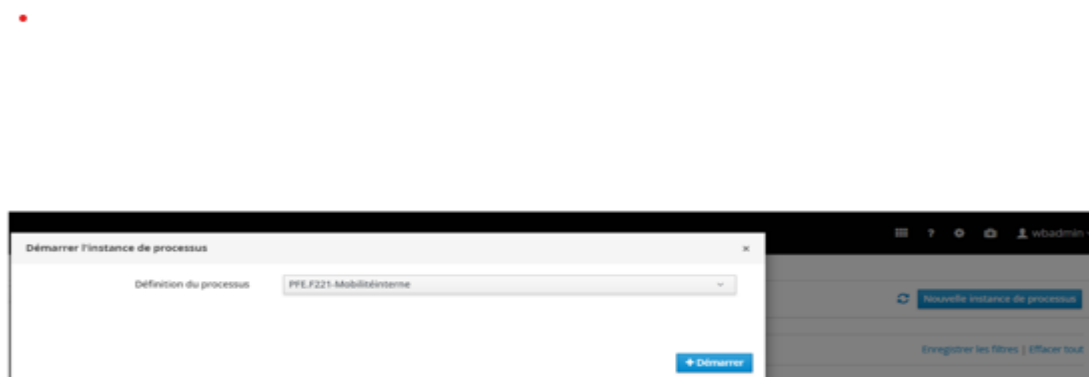 ? wbadmin
Démarrer l'instance de processus ×
Définition du processus PFE.F221-Mobilitéinterne
Nouvelle instance de processus
Enregistrer les filtres | Effacer tout
+ Démarrer